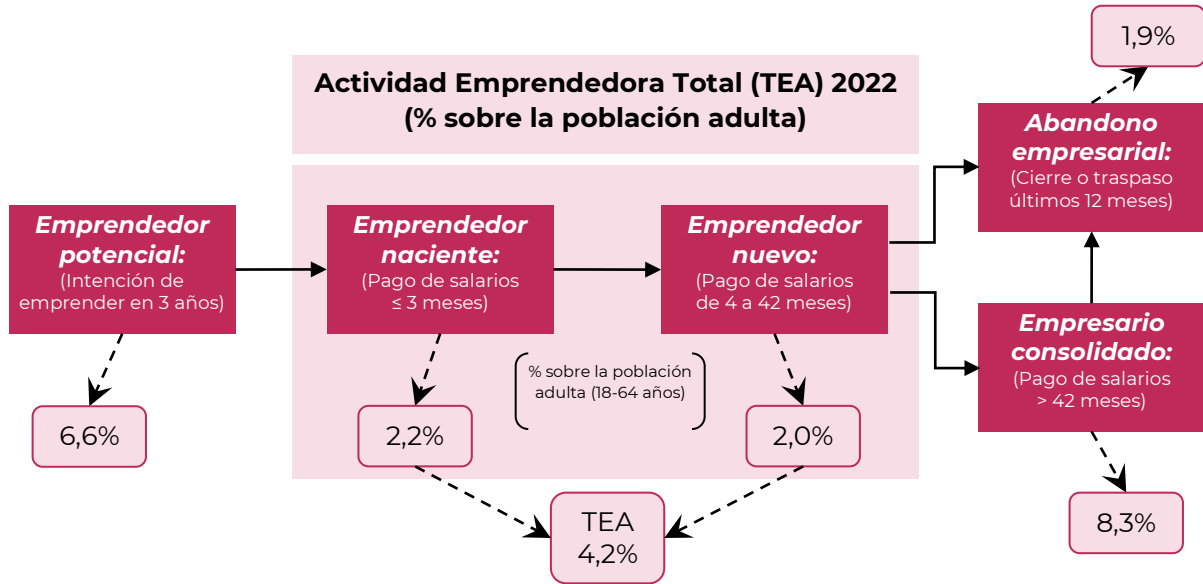 1,9%
Actividad Emprendedora Total (TEA) 2022
(% sobre la población adulta)
Abandono
empresarial:
(Cierre o traspaso
últimos 12 meses)
Emprendedor
potencial:
(Intención de
emprender en 3 años)
Emprendedor
naciente:
(Pago de salarios
≤ 3 meses)
Emprendedor
nuevo:
(Pago de salarios
de 4 a 42 meses)
Empresario
consolidado:
(Pago de salarios
> 42 meses)
% sobre la población
adulta (18-64 años)
6,6%
2,2%
2,0%
8,3%
TEA
4,2%